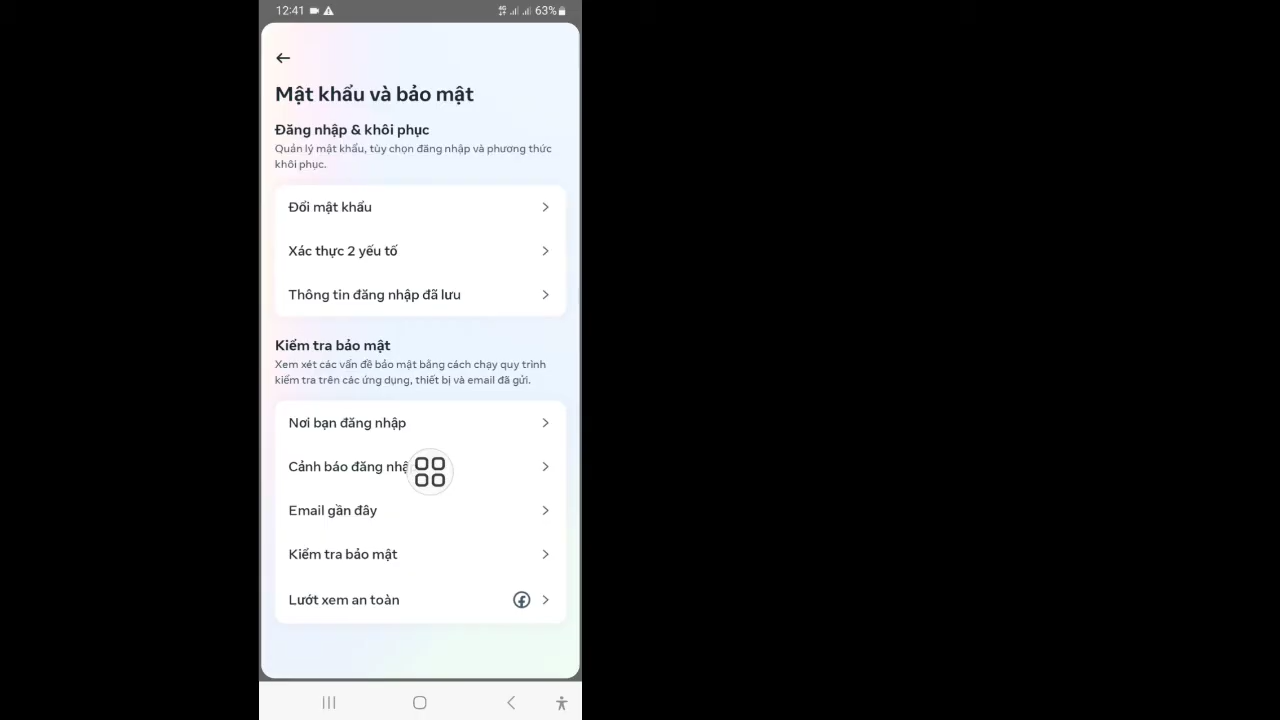 12:41
63%
Mật khẩu và bảo mật
Đăng nhập & khôi phục
Quản lý mật khẩu, tùy chọn đăng nhập và phương thức
khôi phục.
Đổi mật khẩu
Xác thực 2 yếu tố
Thông tin đăng nhập đã lưu
Kiểm tra bảo mật
Xem xét các vấn đề bảo mật bằng cách chạy quy trình
kiểm tra trên các ứng dụng, thiết bị và email đã gửi.
Nơi bạn đăng nhập
Cảnh báo đăng nhậ
Email gần đây
Kiểm tra bảo mật
Lướt xem an toàn